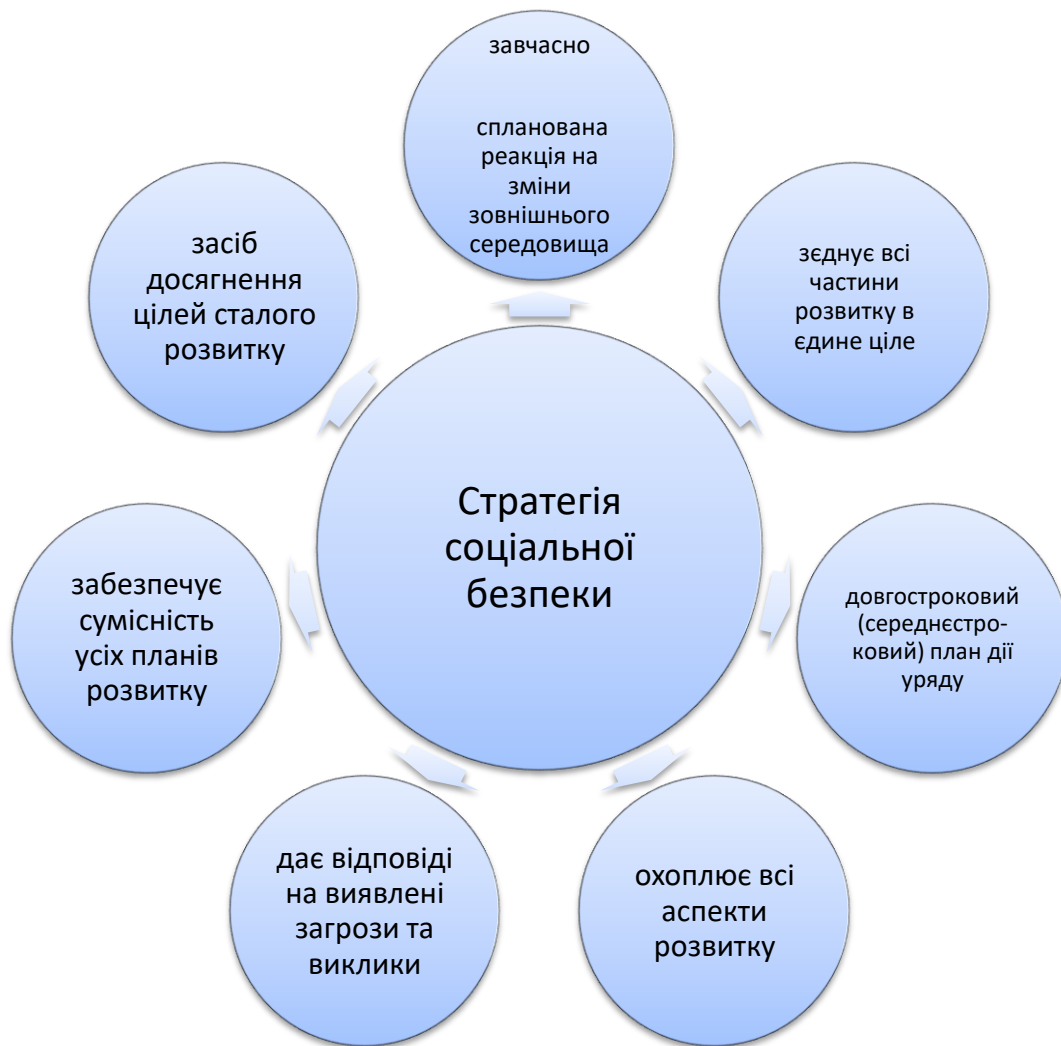 завчасно
спланована
реакція на
зміни
зовнішнього
середовища
зєднує всі
частини
розвитку в
єдине ціле
довгостроковий
(середнєстро-
ковий) план дії
уряду
охоплює всі
аспекти
розвитку
дає відповіді
на виявлені
загрози та
виклики
забезпечує
сумісність
усіх планів
розвитку
засіб
досягнення
цілей сталого
розвитку
Стратегія
соціальної
безпеки